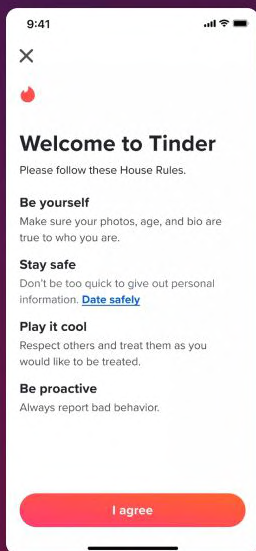 9:41
Welcome to Tinder
Please follow these House Rules.
Be yourself
Make sure your photos, age, and bio are
true to who you are.
Stay safe
Don't be too quick to give out personal
information. Date safely
Play it cool
Respect others and treat them as you
would like to be treated.
Be proactive
Always report bad behavior.
I agree